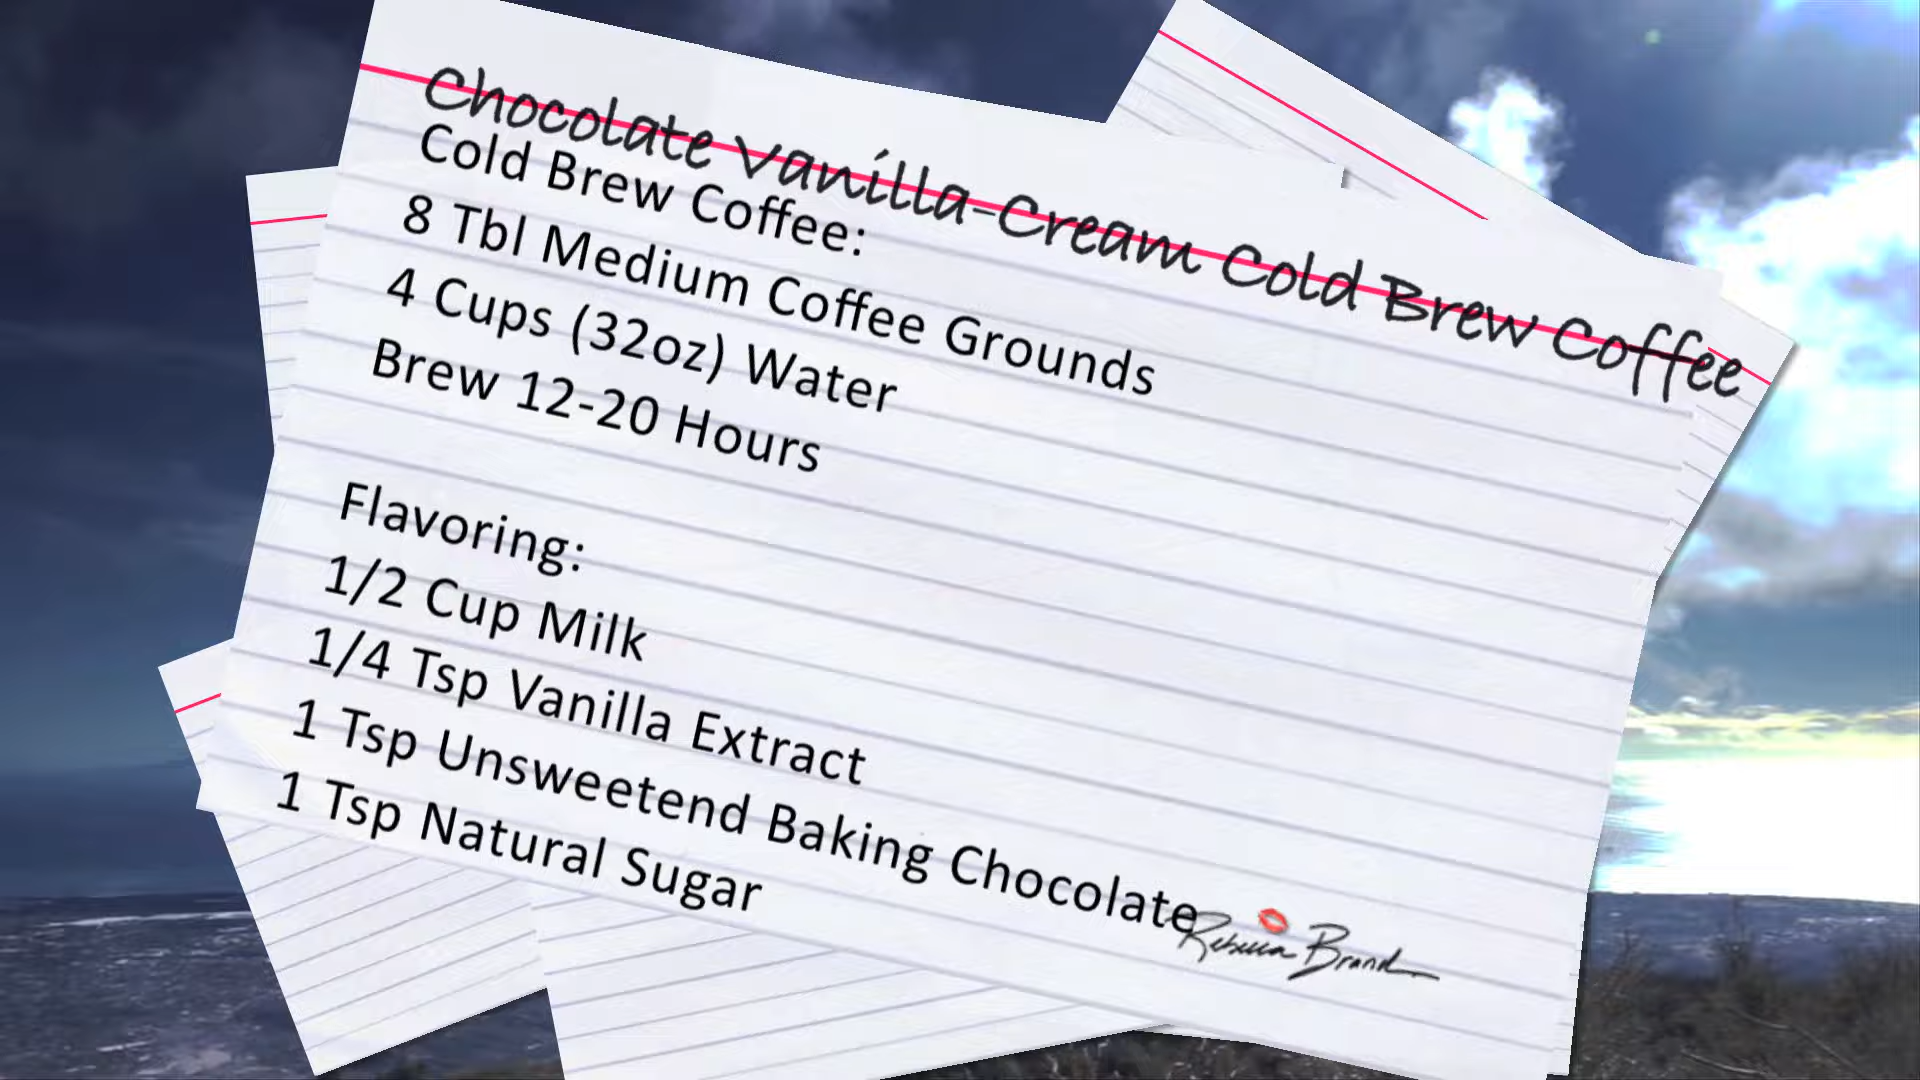 Chocolate Vanilla-Cream Cold Brew Coffee
Cold Brew Coffee:
8 Tbl Medium Coffee Grounds
4 Cups (32oz) Water
Brew 12-20 Hours
Flavoring:
1/2 Cup Milk
1/4 Tsp Vanilla Extract
1 Tsp Unsweetend Baking Chocolate
1 Tsp Natural Sugar
Rebecca Brand